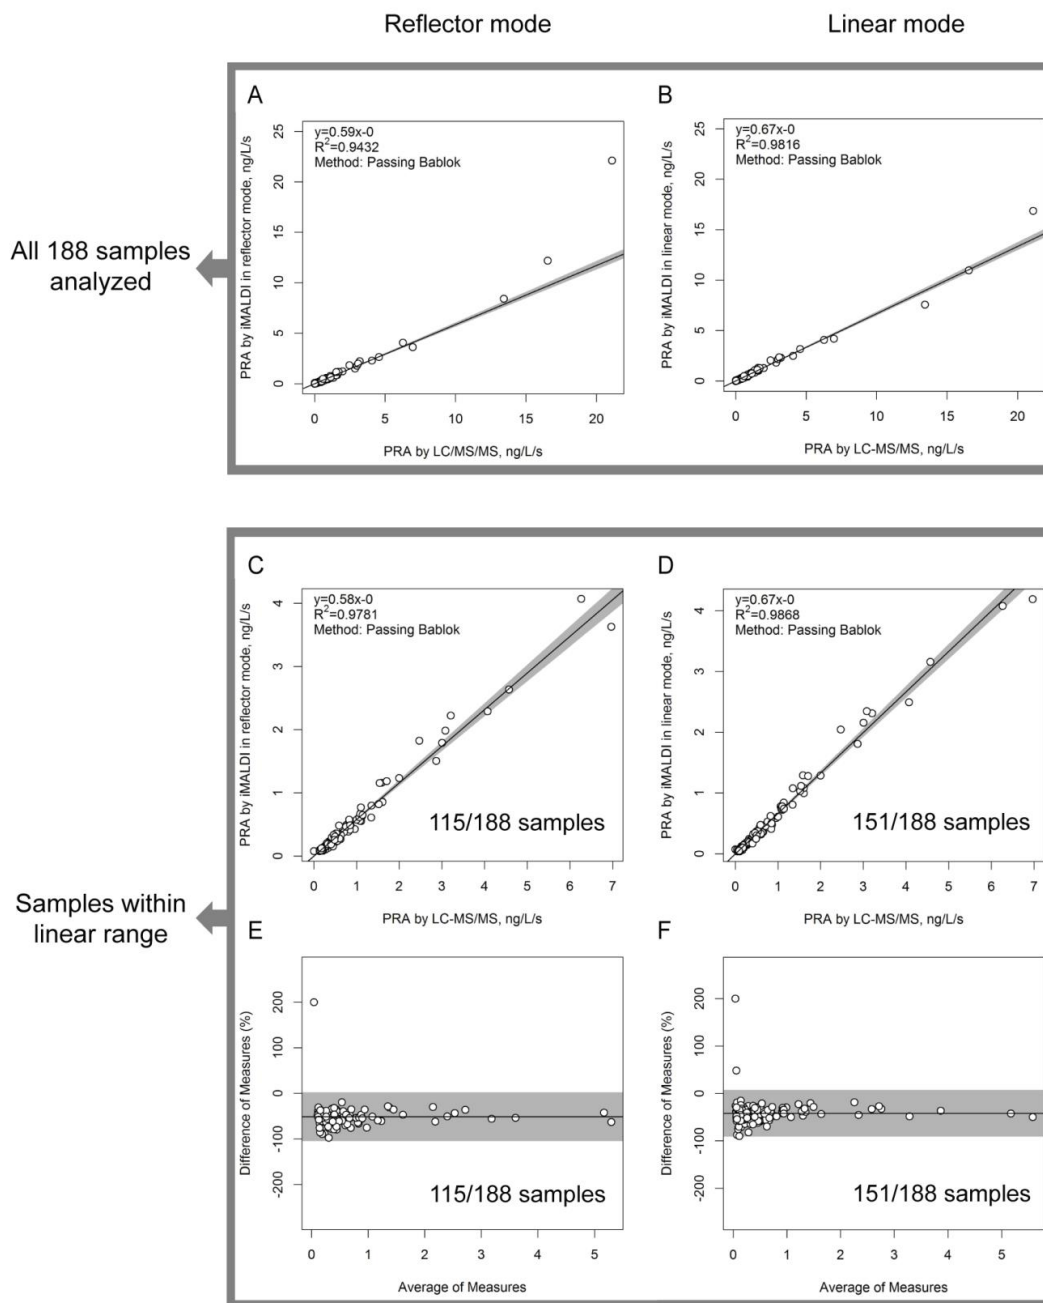 Reflector mode
Linear mode
All 188 samples
analyzed
A
y=0.59x-0
R²=0.9432
Method: Passing Bablok
PRA by iMALDI in reflector mode, ng/L/s
0
5
10
15
20
25
0
5
10
15
20
PRA by LC/MS/MS, ng/L/s
B
y=0.67x-0
R²=0.9816
Method: Passing Bablok
PRA by iMALDI in linear mode, ng/L/s
0
5
10
15
20
25
0
5
10
15
20
PRA by LC-MS/MS, ng/L/s
Samples within
linear range
C
y=0.58x-0
R²=0.9781
Method: Passing Bablok
115/188 samples
PRA by iMALDI in reflector mode, ng/L/s
0
1
2
3
4
0
1
2
3
4
5
6
7
PRA by LC-MS/MS, ng/L/s
D
y=0.67x-0
R²=0.9868
Method: Passing Bablok
151/188 samples
PRA by iMALDI in linear mode, ng/L/s
0
1
2
3
4
0
1
2
3
4
5
6
7
PRA by LC-MS/MS, ng/L/s
E
Difference of Measures (%)
200
100
0
-100
-200
115/188 samples
0
1
2
3
4
5
Average of Measures
F
Difference of Measures (%)
200
100
0
-100
-200
151/188 samples
0
1
2
3
4
5
Average of Measures